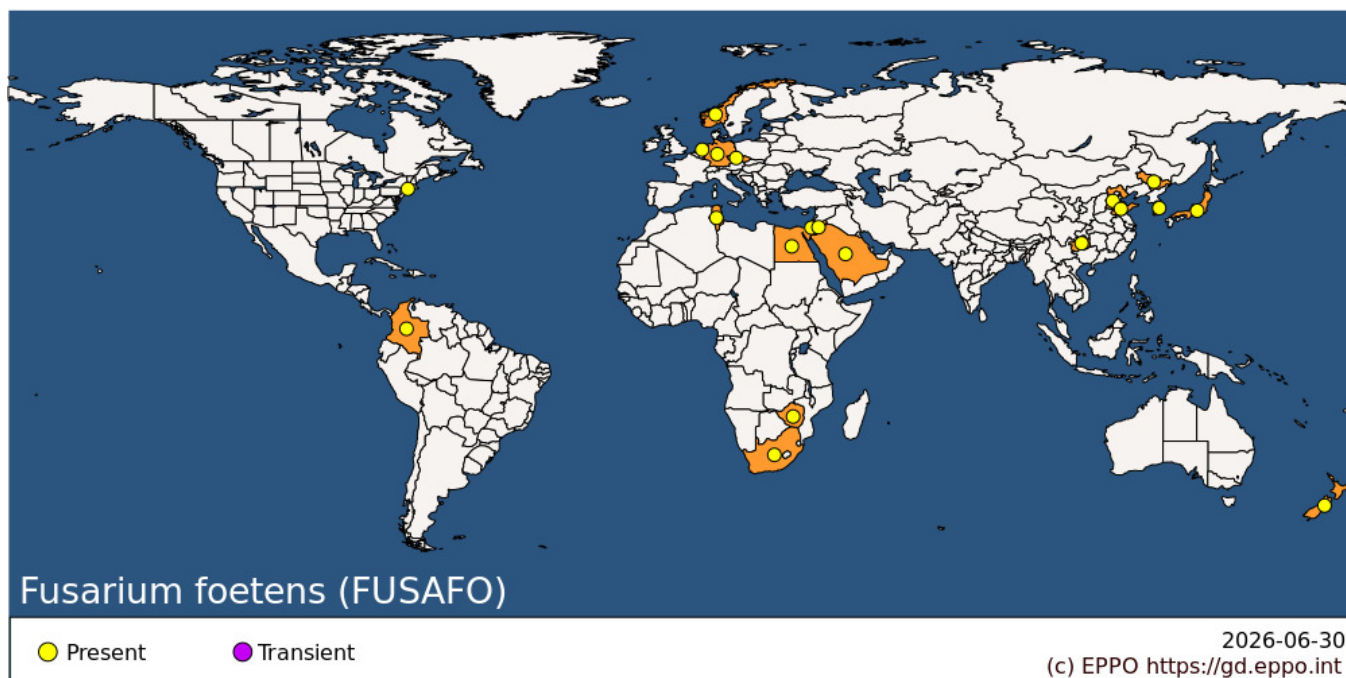 Fusarium foetens (FUSAFO)
Present
Transient
2026-06-30
(c) EPPO https://gd.eppo.int